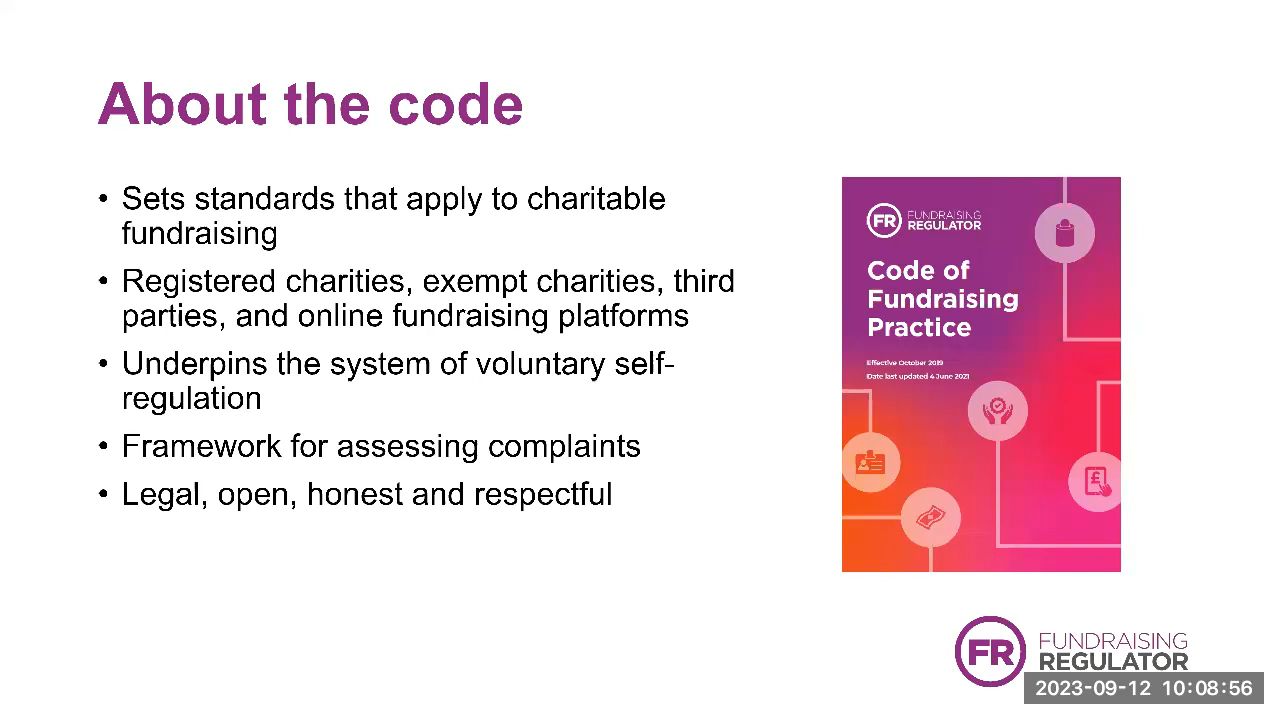 About the code
• Sets standards that apply to charitable
fundraising
• Registered charities, exempt charities, third
parties, and online fundraising platforms
• Underpins the system of voluntary self-
regulation
• Framework for assessing complaints
• Legal, open, honest and respectful
FR FUNDRAISING
REGULATOR
Code of
Fundraising
Practice
Effective October 2019
Date last updated 4 June 2021
£
FR FUNDRAISING
REGULATOR
2023-09-12 10:08:56